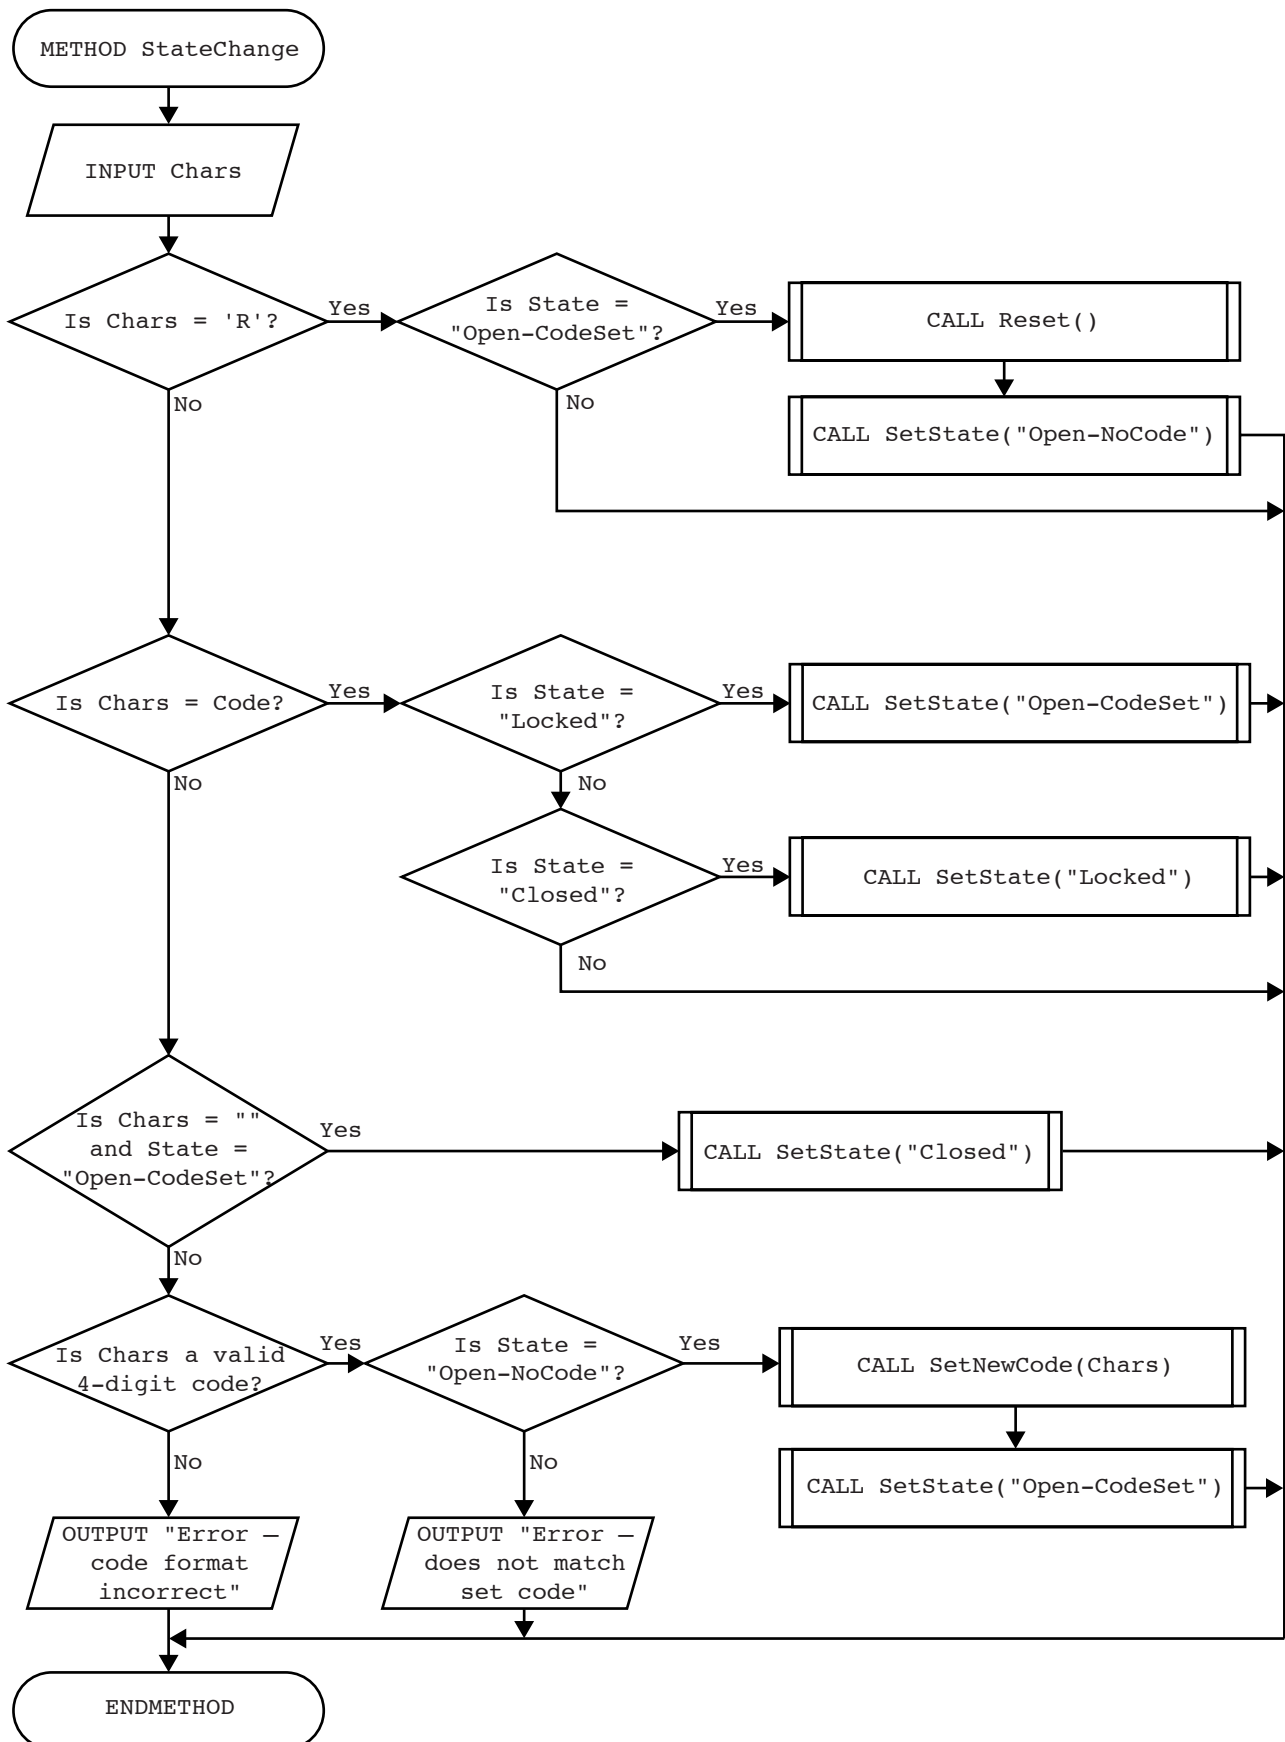 METHOD StateChange
INPUT Chars
Is Chars = 'R'?
Yes
Is State =
"Open-CodeSet"?
Yes
CALL Reset()
No
No
CALL SetState("Open-NoCode")
Is Chars = Code?
Yes
Is State =
"Locked"?
Yes
CALL SetState("Open-CodeSet")
No
No
Is State =
"Closed"?
Yes
CALL SetState("Locked")
No
Is Chars = ""
and State =
"Open-CodeSet"?
Yes
CALL SetState("Closed")
No
Is Chars a valid
4-digit code?
Yes
Is State =
"Open-NoCode"?
Yes
CALL SetNewCode(Chars)
No
No
CALL SetState("Open-CodeSet")
OUTPUT "Error –
code format
incorrect"
OUTPUT "Error –
does not match
set code"
ENDMETHOD